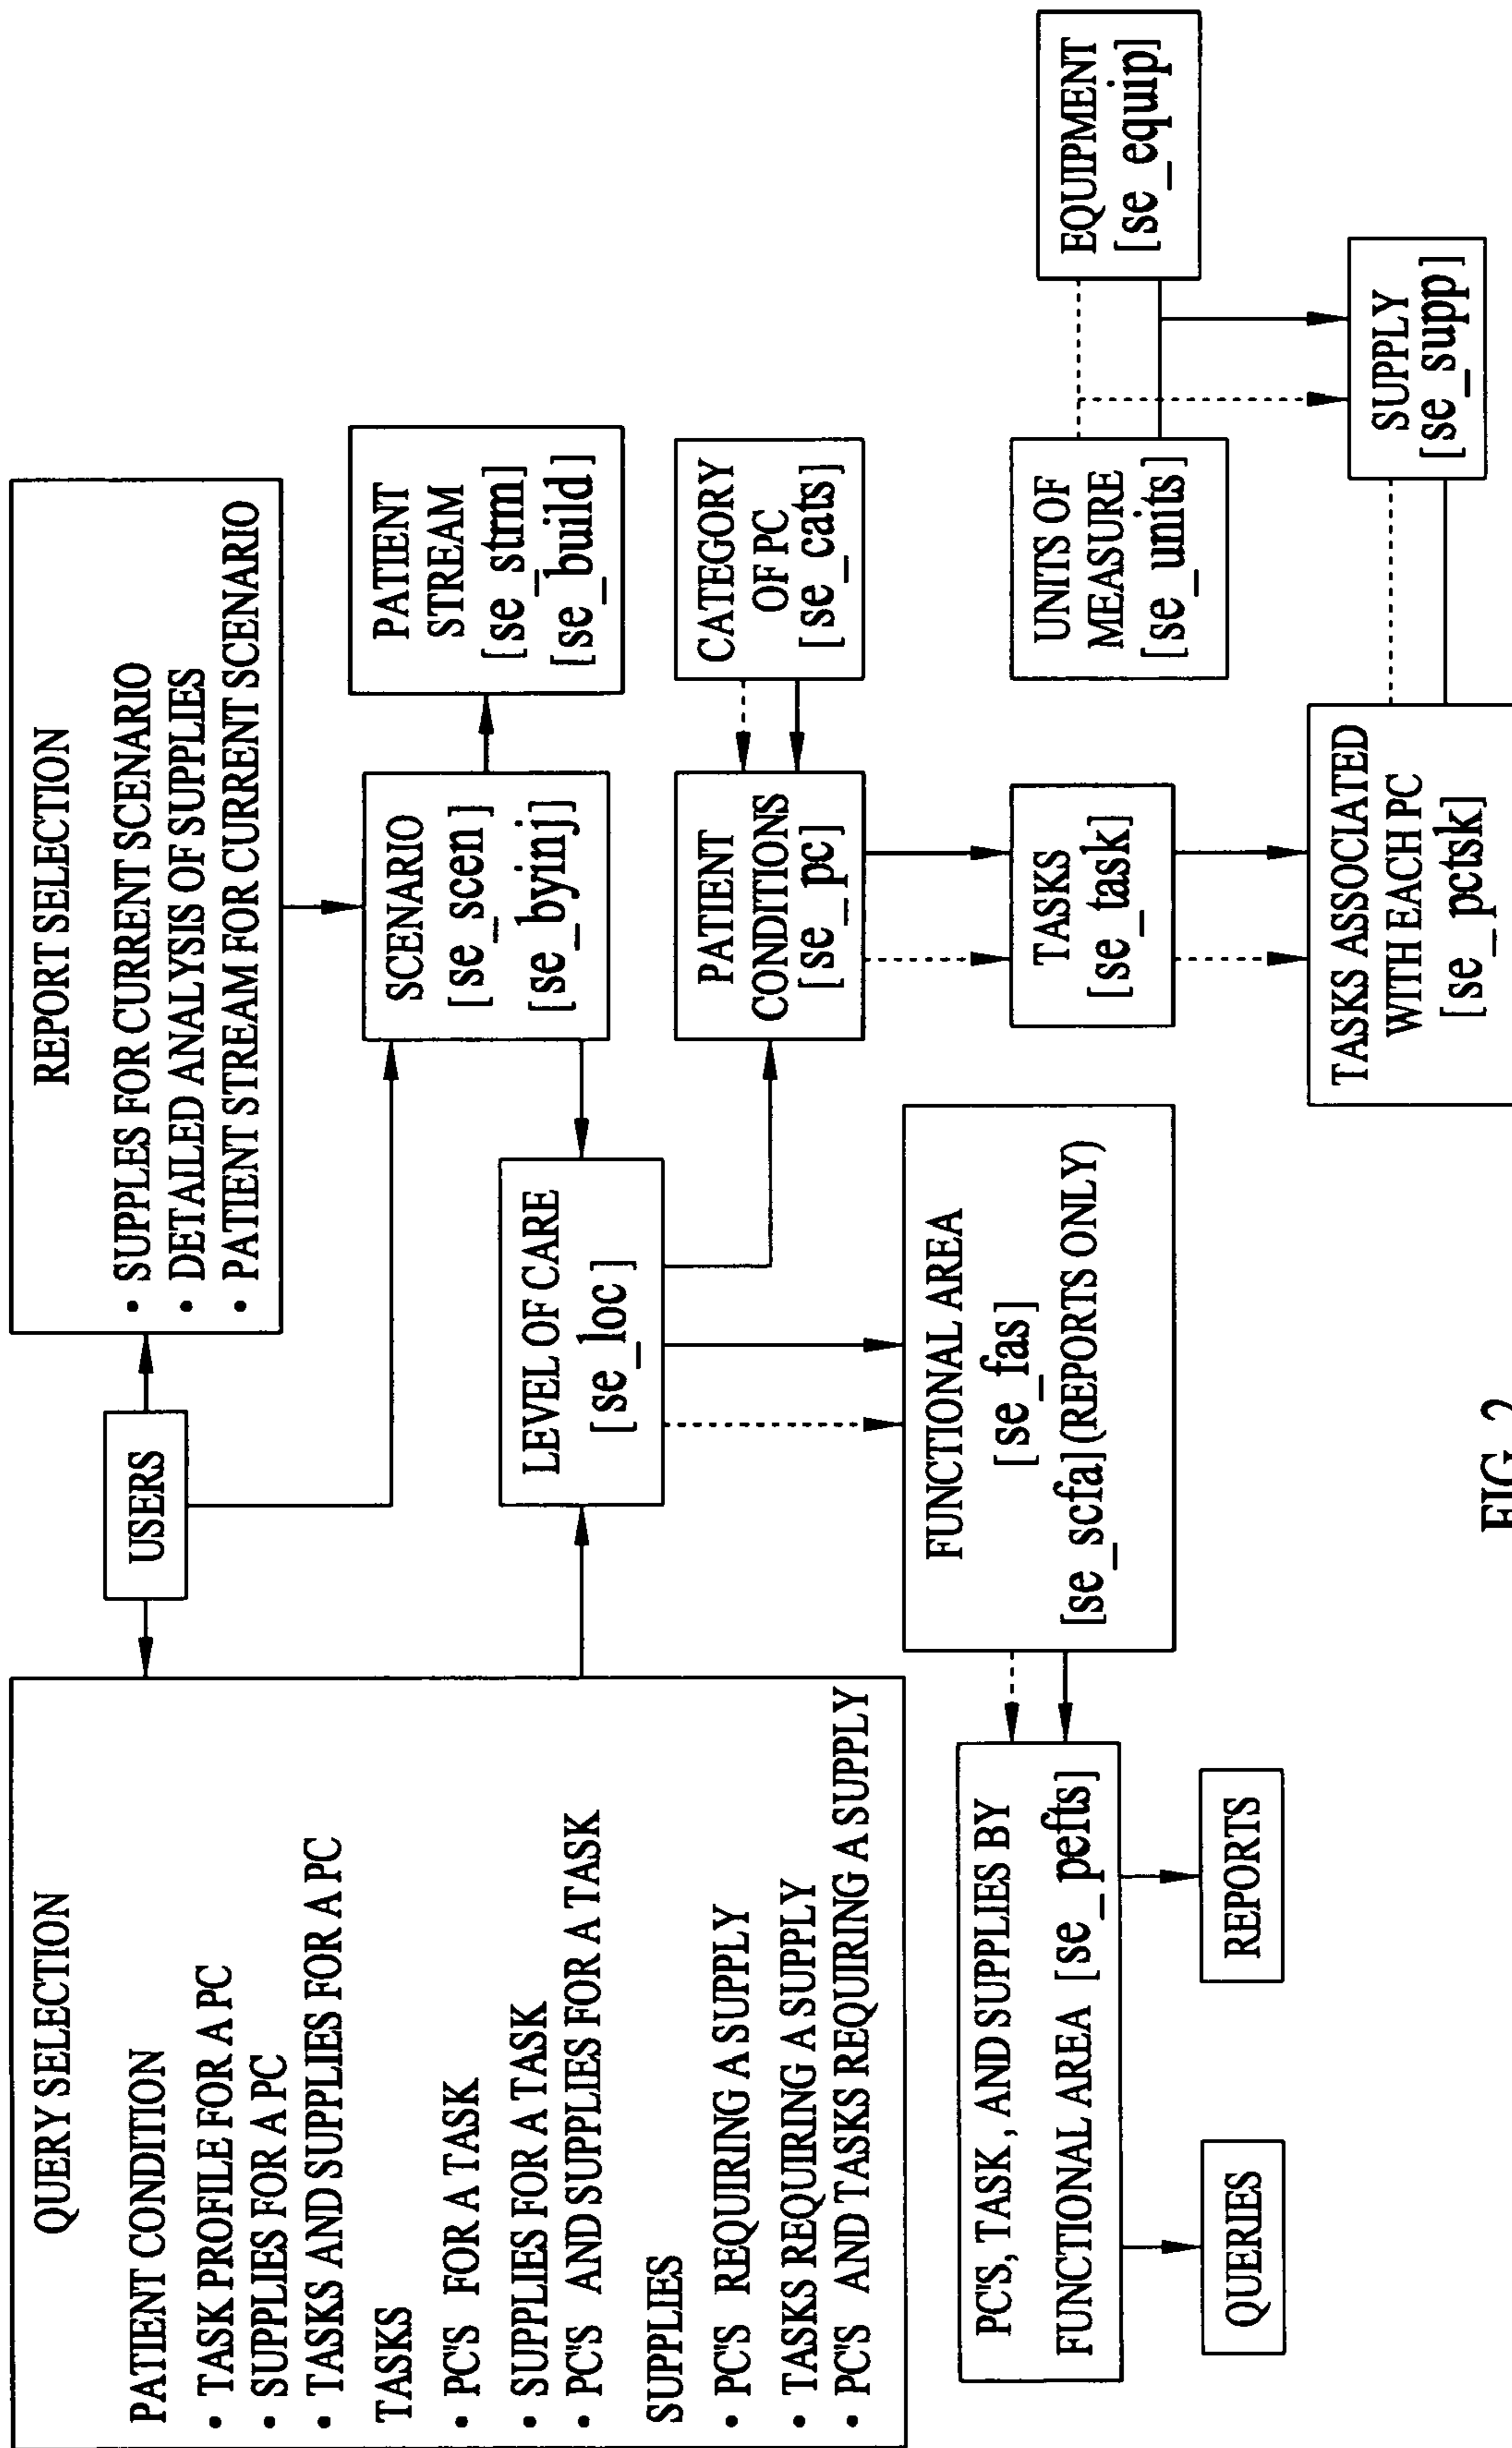 QUERY SELECTION
PATIENT CONDITION
• TASK PROFILE FOR A PC
• SUPPLIES FOR A PC
• TASKS AND SUPPLIES FOR A PC
TASKS
• PC'S FOR A TASK
• SUPPLIES FOR A TASK
• PC'S AND SUPPLIES FOR A TASK
SUPPLIES
• PC'S REQUIRING A SUPPLY
• TASKS REQUIRING A SUPPLY
• PC'S AND TASKS REQUIRING A SUPPLY
USERS
REPORT SELECTION
• SUPPLES FOR CURRENT SCENARIO
• DETAILED ANALYSIS OF SUPPLIES
• PATIENT STREAM FOR CURRENT SCENARIO
SCENARIO
[se_scen]
[se_byinj]
PATIENT
STREAM
[se_strm]
[se_build]
LEVEL OF CARE
[se_loc]
PATIENT
CONDITIONS
[se_pc]
CATEGORY
OF PC
[se_cats]
FUNCTIONAL AREA
[se_fas]
[se_scfa](REPORTS ONLY)
TASKS
[se_task]
UNITS OF
MEASURE
[se_units]
EQUIPMENT
[se_equip]
PC'S, TASK, AND SUPPLIES BY
FUNCTIONAL AREA [se_pefts]
TASKS ASSOCIATED
WITH EACH PC
[se_pctsk]
SUPPLY
[se_supp]
QUERIES
REPORTS
FIG. 2